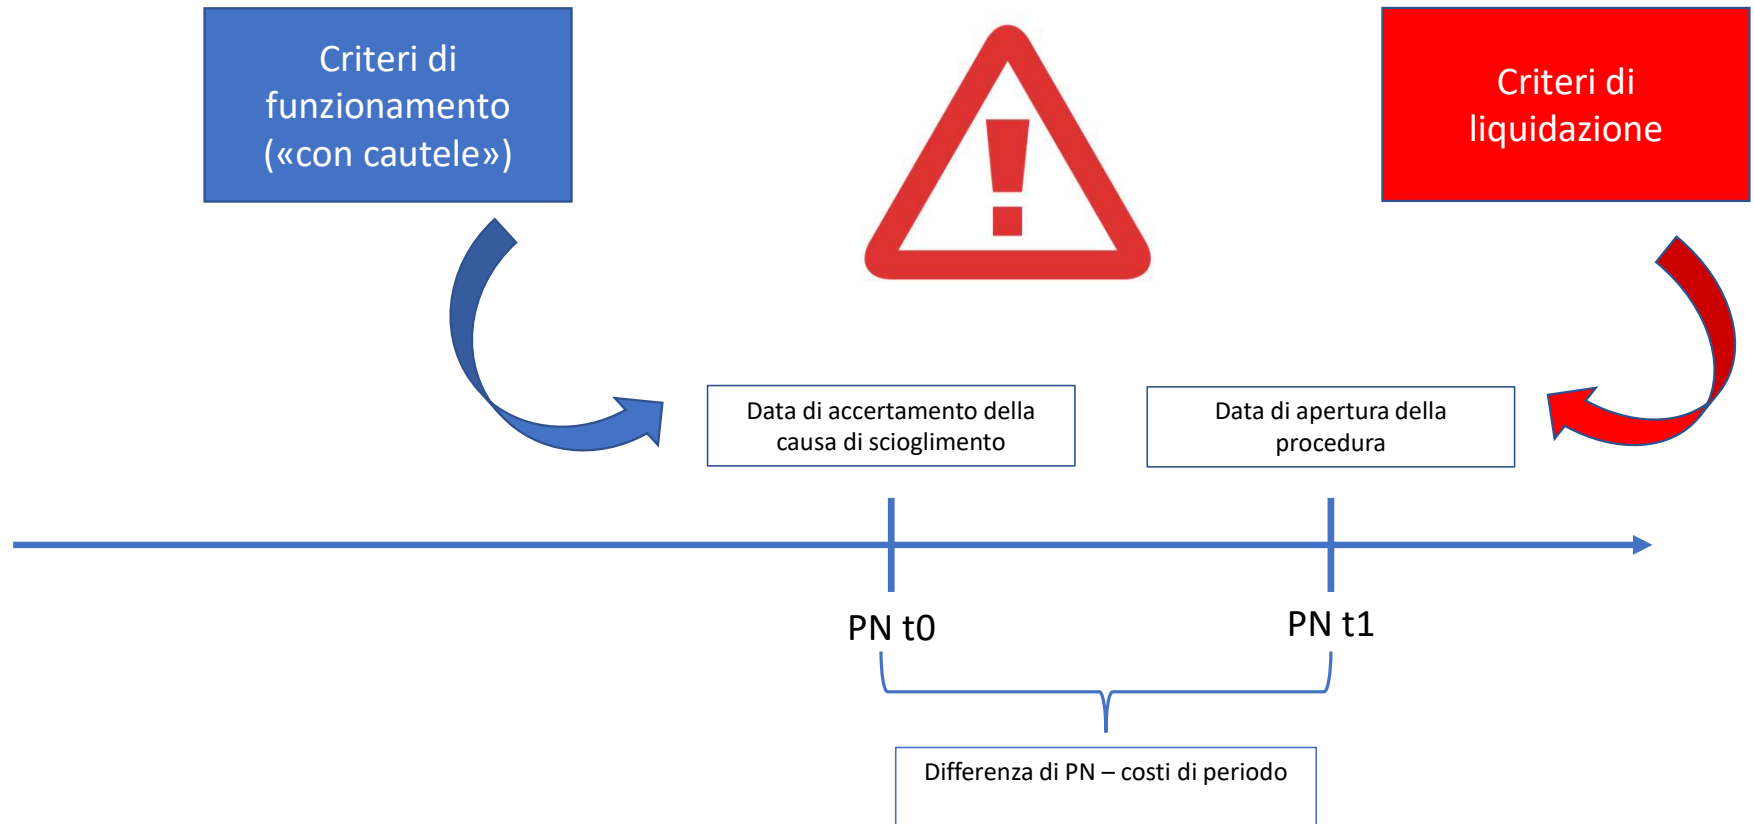 Criteri di
funzionamento
(«con cautele»)
Criteri di
liquidazione
Data di accertamento della
causa di scioglimento
Data di apertura della
procedura
PN t0
PN t1
Differenza di PN – costi di periodo